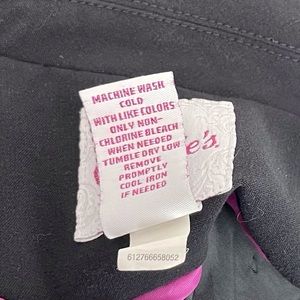 MACHINE WASH
COLD
WITH LIKE COLORS
ONLY NON-
CHLORINE BLEACH
WHEN NEEDED
TUMBLE DRY LOW
REMOVE
PROMPTLY
COOL IRON
IF NEEDED
612766658052